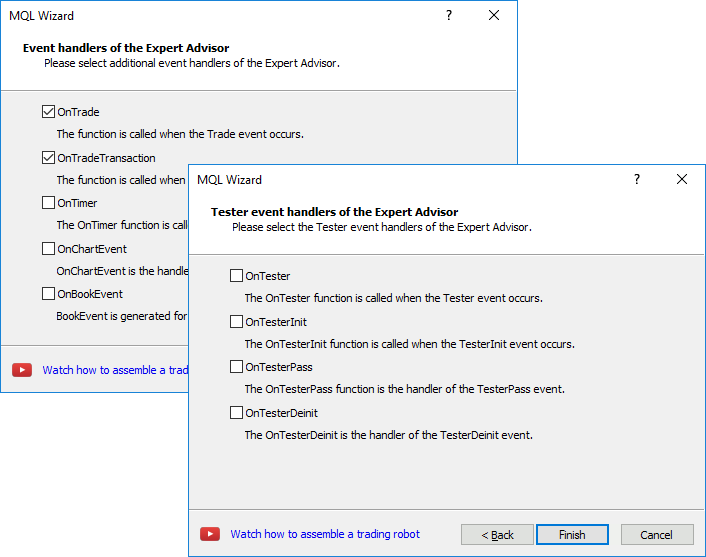 MQL Wizard
Event handlers of the Expert Advisor
Please select additional event handlers of the Expert Advisor.
OnTrade
The function is called when the Trade event occurs.
OnTradeTransaction
The function is called when
OnTimer
The OnTimer function is call
OnChartEvent
OnChartEvent is the handle
OnBookEvent
BookEvent is generated for
Watch how to assemble a trad
MQL Wizard
Tester event handlers of the Expert Advisor
Please select the Tester event handlers of the Expert Advisor.
OnTester
The OnTester function is called when the Tester event occurs.
OnTesterInit
The OnTesterInit function is called when the TesterInit event occurs.
OnTesterPass
The OnTesterPass function is the handler of the TesterPass event.
OnTesterDeinit
The OnTesterDeinit is the handler of the TesterDeinit event.
Watch how to assemble a trading robot
< Back
Finish
Cancel